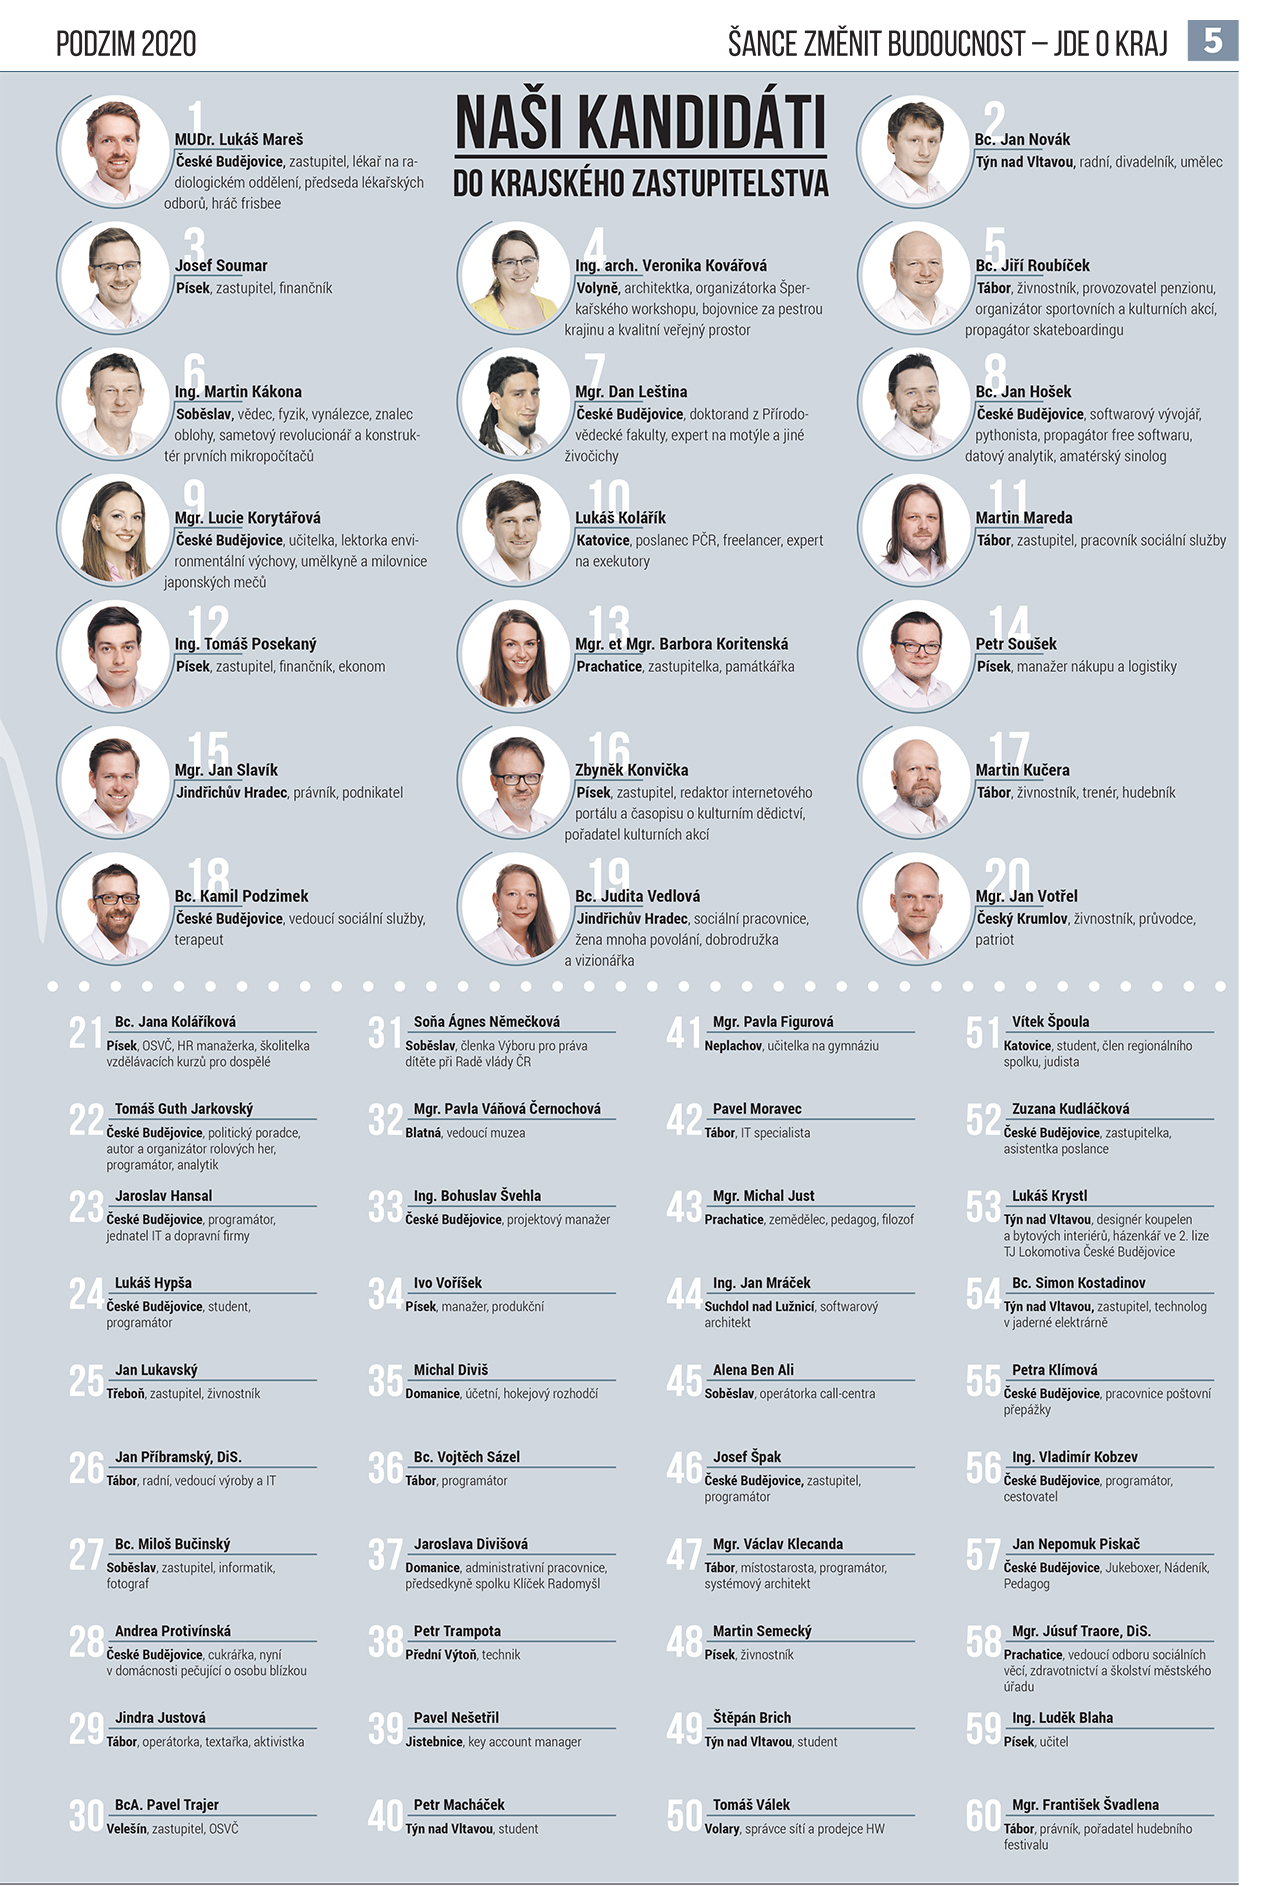 PODZIM 2020
ŠANCE ZMĚNIT BUDOUCNOST – JDE O KRAJ
5
NAŠI KANDIDÁTI
DO KRAJSKÉHO ZASTUPITELSTVA
1
MUDr. Lukáš Mareš
České Budějovice, zastupitel, lékař na ra-
diologickém oddělení, předseda lékařských
odborů, hráč frisbee
2
Bc. Jan Novák
Týn nad Vltavou, radní, divadelník, umělec
3
Josef Soumar
Písek, zastupitel, finančník
4
Ing. arch. Veronika Kovářová
Volyně, architektka, organizátorka Šper-
kařského workshopu, bojovnice za pestrou
krajinu a kvalitní veřejný prostor
5
Bc. Jiří Roubíček
Tábor, živnostník, provozovatel penzionu,
organizátor sportovních a kulturních akcí,
propagátor skateboardingu
6
Ing. Martin Kákona
Soběslav, vědec, fyzik, vynálezce, znalec
oblohy, sametový revolucionář a konstruk-
tér prvních mikropočítačů
7
Mgr. Dan Leština
České Budějovice, doktorand z Přírodo-
vědecké fakulty, expert na motýle a jiné
živočichy
8
Bc. Jan Hošek
České Budějovice, softwarový vývojář,
pythonista, propagátor free softwaru,
datový analytik, amatérský sinolog
9
Mgr. Lucie Korytářová
České Budějovice, učitelka, lektorka envi-
ronmentální výchovy, umělkyně a milovnice
japonských mečů
10
Lukáš Kolářík
Katovice, poslanec PČR, freelancer, expert
na exekutory
11
Martin Mareda
Tábor, zastupitel, pracovník sociální služby
12
Ing. Tomáš Posekaný
Písek, zastupitel, finančník, ekonom
13
Mgr. et Mgr. Barbora Koritenská
Prachatice, zastupitelka, památkářka
14
Petr Soušek
Písek, manažer nákupu a logistiky
15
Mgr. Jan Slavík
Jindřichův Hradec, právník, podnikatel
16
Zbyněk Konvička
Písek, zastupitel, redaktor internetového
portálu a časopisu o kulturním dědictví,
pořadatel kulturních akcí
17
Martin Kučera
Tábor, živnostník, trenér, hudebník
18
Bc. Kamil Podzimek
České Budějovice, vedoucí sociální služby,
terapeut
19
Bc. Judita Vedlová
Jindřichův Hradec, sociální pracovnice,
žena mnoha povolání, dobrodružka
a vizionářka
20
Mgr. Jan Votřel
Český Krumlov, živnostník, průvodce,
patriot
21 Bc. Jana Koláříková
Písek, OSVČ, HR manažerka, školitelka
vzdělávacích kurzů pro dospělé
22 Tomáš Guth Jarkovský
České Budějovice, politický poradce,
autor a organizátor rolových her,
programátor, analytik
23 Jaroslav Hansal
České Budějovice, programátor,
jednatel IT a dopravní firmy
24 Lukáš Hypša
České Budějovice, student,
programátor
25 Jan Lukavský
Třeboň, zastupitel, živnostník
26 Jan Příbramský, DiS.
Tábor, radní, vedoucí výroby a IT
27 Bc. Miloš Bučinský
Soběslav, zastupitel, informatik,
fotograf
28 Andrea Protivínská
České Budějovice, cukrářka, nyní
v domácnosti pečující o osobu blízkou
29 Jindra Justová
Tábor, operátorka, textařka, aktivistka
30 BcA. Pavel Trajer
Velešín, zastupitel, OSVČ
31 Soňa Ágnes Němečková
Soběslav, členka Výboru pro práva
dítěte při Radě vlády ČR
32 Mgr. Pavla Váňová Černochová
Blatná, vedoucí muzea
33 Ing. Bohuslav Švehla
České Budějovice, projektový manažer
34 Ivo Voříšek
Písek, manažer, produkční
35 Michal Diviš
Domanice, účetní, hokejový rozhodčí
36 Bc. Vojtěch Sázel
Tábor, programátor
37 Jaroslava Divišová
Domanice, administrativní pracovnice,
předsedkyně spolku Klíček Radomyšl
38 Petr Trampota
Přední Výtoň, technik
39 Pavel Nešetřil
Jistebnice, key account manager
40 Petr Macháček
Týn nad Vltavou, student
41 Mgr. Pavla Figurová
Neplachov, učitelka na gymnáziu
42 Pavel Moravec
Tábor, IT specialista
43 Mgr. Michal Just
Prachatice, zemědělec, pedagog, filozof
44 Ing. Jan Mráček
Suchdol nad Lužnicí, softwarový
architekt
45 Alena Ben Ali
Soběslav, operátorka call-centra
46 Josef Špak
České Budějovice, zastupitel,
programátor
47 Mgr. Václav Klecanda
Tábor, místostarosta, programátor,
systémový architekt
48 Martin Semecký
Písek, živnostník
49 Štěpán Brich
Týn nad Vltavou, student
50 Tomáš Válek
Volary, správce sítí a prodejce HW
51 Vítek Špoula
Katovice, student, člen regionálního
spolku, judista
52 Zuzana Kudláčková
České Budějovice, zastupitelka,
asistentka poslance
53 Lukáš Krystl
Týn nad Vltavou, designér koupelen
a bytových interiérů, házenkář ve 2. lize
TJ Lokomotiva České Budějovice
54 Bc. Simon Kostadinov
Týn nad Vltavou, zastupitel, technolog
v jaderné elektrárně
55 Petra Klímová
České Budějovice, pracovnice poštovní
přepážky
56 Ing. Vladimír Kobzev
České Budějovice, programátor,
cestovatel
57 Jan Nepomuk Piskač
České Budějovice, Jukeboxer, Nádeník,
Pedagog
58 Mgr. Júsuf Traore, DiS.
Prachatice, vedoucí odboru sociálních
věcí, zdravotnictví a školství městského
úřadu
59 Ing. Luděk Blaha
Písek, učitel
60 Mgr. František Švadlena
Tábor, právník, pořadatel hudebního
festivalu